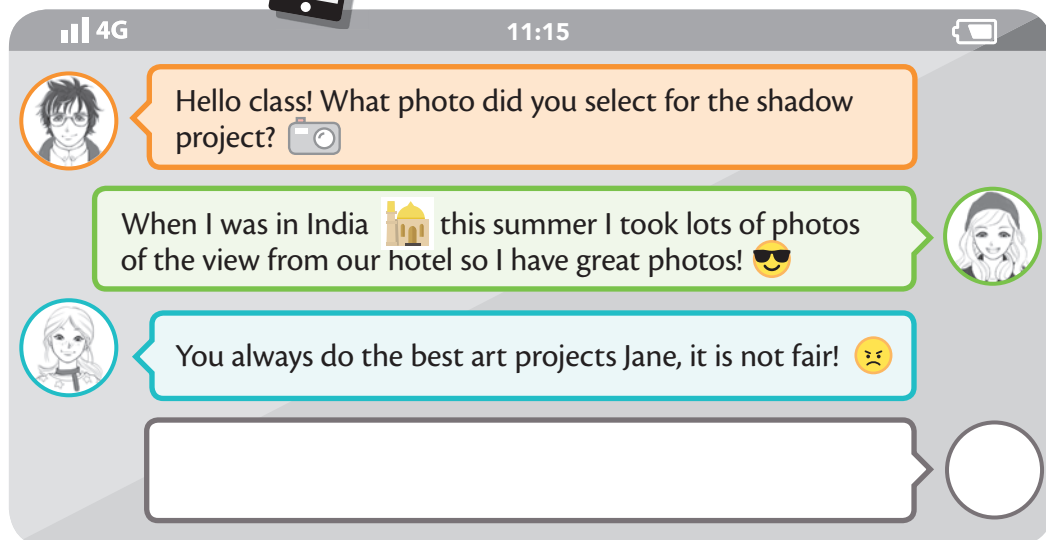 4G
11:15
Hello class! What photo did you select for the shadow
project?
When I was in India this summer I took lots of photos
of the view from our hotel so I have great photos!
You always do the best art projects Jane, it is not fair!